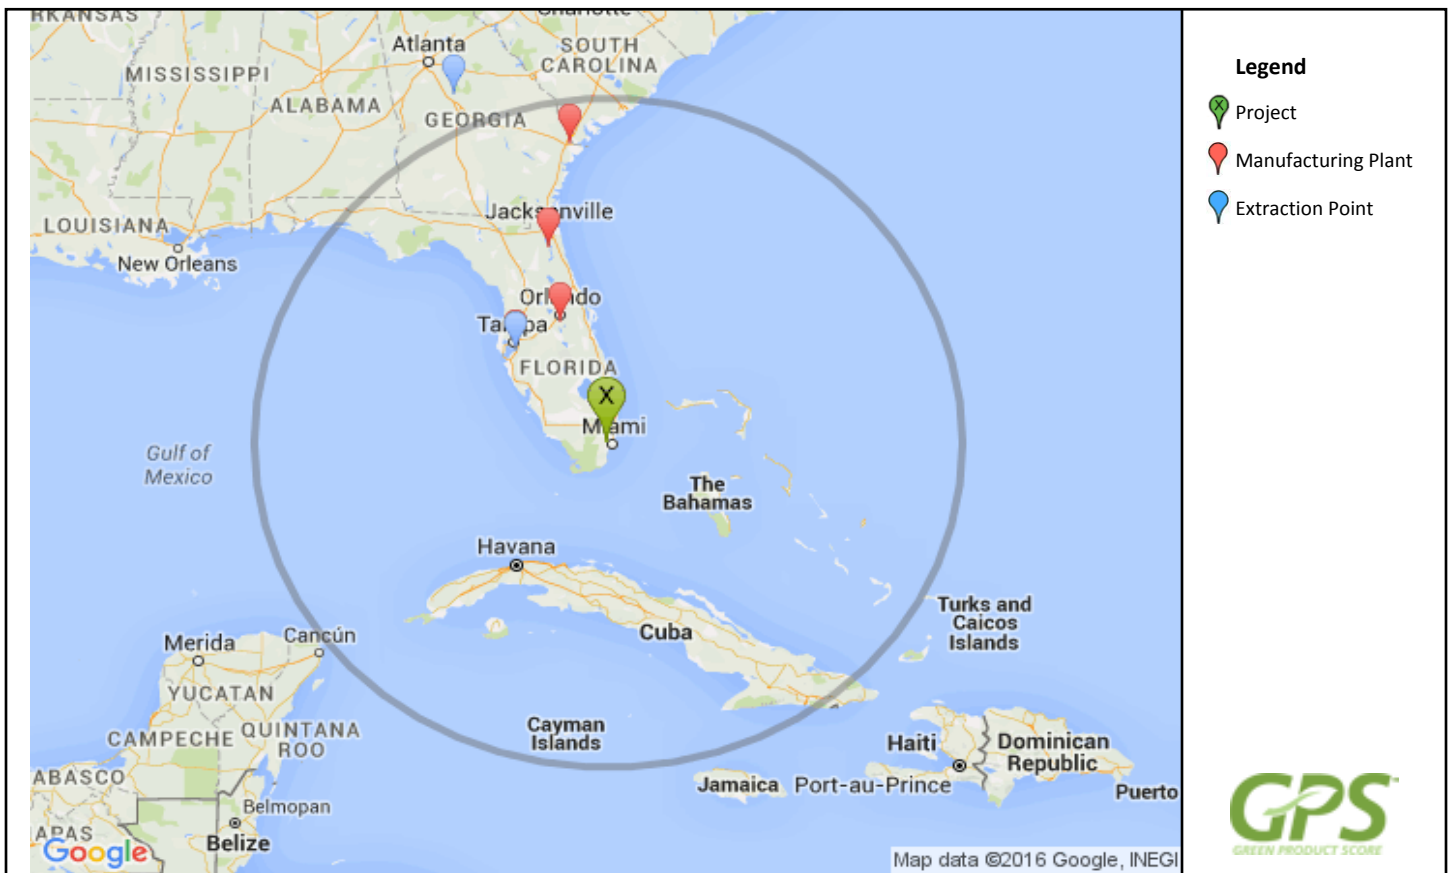 RKANSAS
Charlotte
Atlanta
SOUTH
CAROLINA
MISSISSIPPI
ALABAMA
GEORGIA
Jacksonville
LOUISIANA
New Orleans
Orlando
Tampa
FLORIDA
X
Miami
Gulf of
Mexico
The
Bahamas
Havana
Turks and
Caicos
Islands
Cuba
Merida
Cancún
YUCATAN
CAMPECHE
QUINTANA
ROO
Cayman
Islands
Haiti
Dominican
Republic
ABASCO
Jamaica
Port-au-Prince
Puerto
Belmopan
APAS
Belize
Google
Map data ©2016 Google, INEGI
Legend
X
Project
Manufacturing Plant
Extraction Point
GPS™
GREEN PRODUCT SCORE